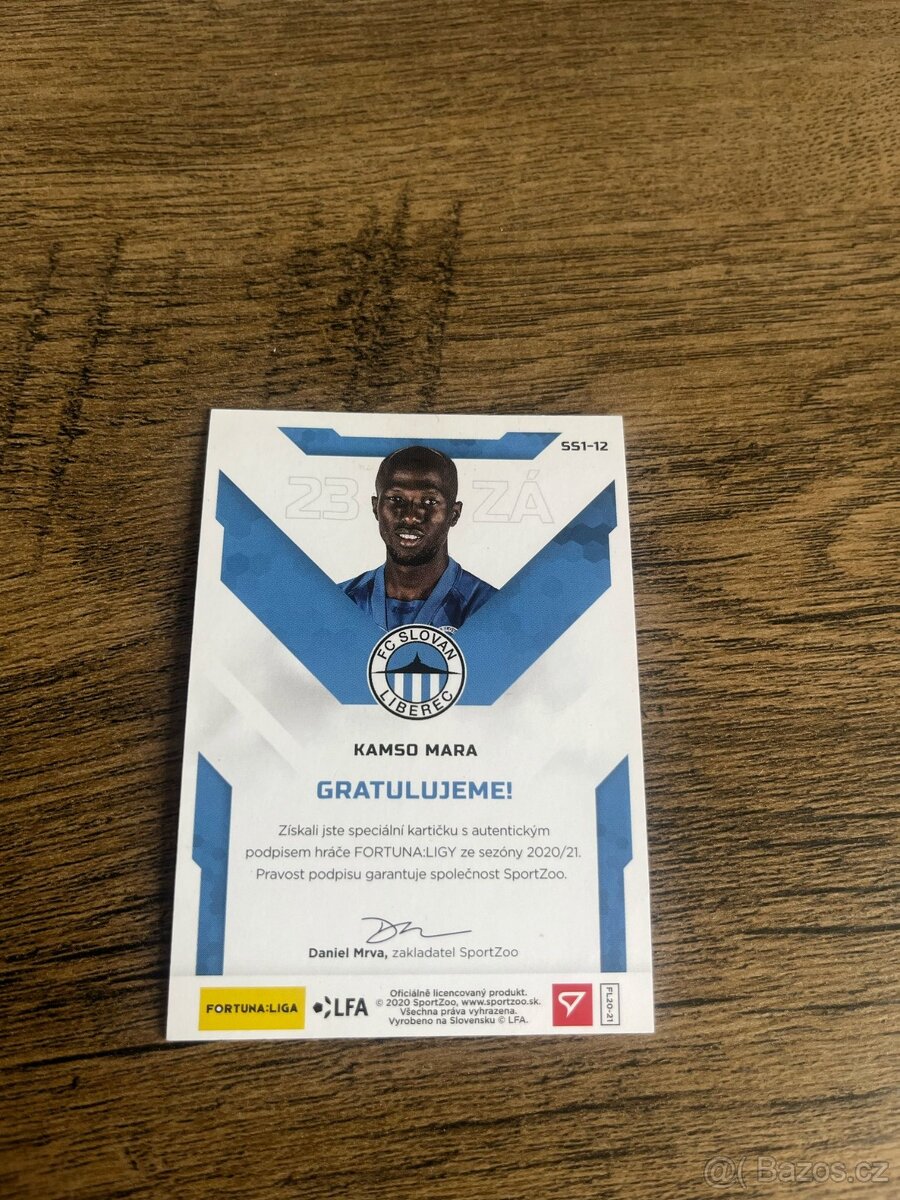 SS1-12
23 ZÁ
FC SLOVAN
LIBEREC
KAMSO MARA
GRATULUJEME!
Získali jste speciální kartičku s autentickým
podpisem hráče FORTUNA:LIGY ze sezóny 2020/21.
Pravost podpisu garantuje společnost SportZoo.
Daniel Mrva, zakladatel SportZoo
FORTUNA:LIGA
LFA
Oficiálně licencovaný produkt.
© 2020 SportZoo, www.sportzoo.sk.
Všechna práva vyhrazena.
Vyrobeno na Slovensku © LFA.
FL20-21
@( Bazos.cz